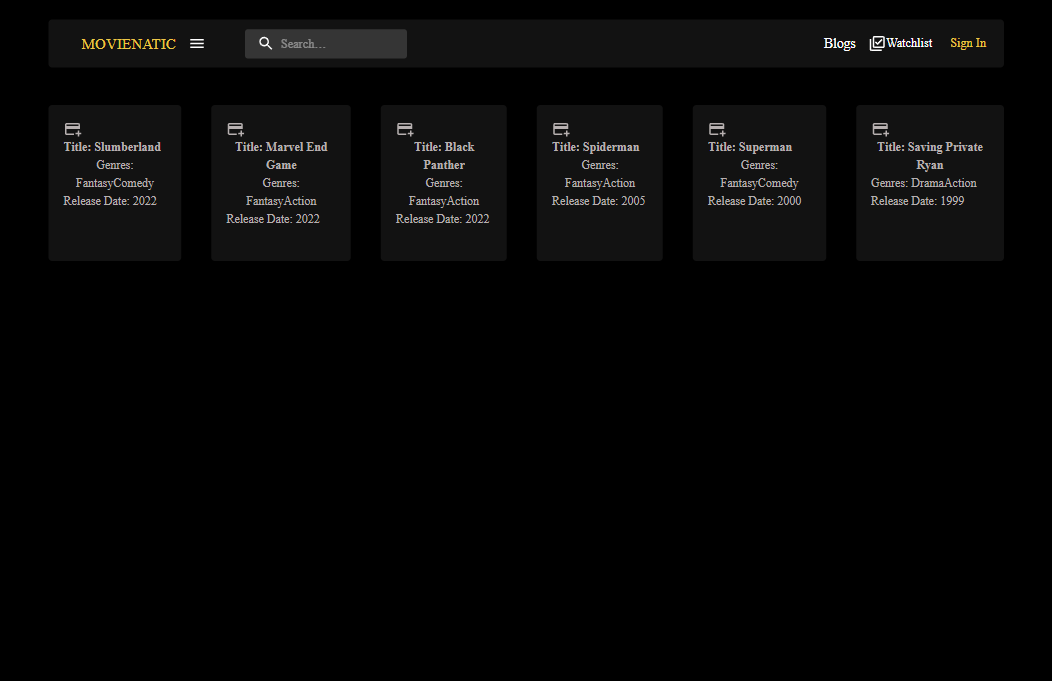 MOVIENATIC
Search…
Blogs
Watchlist
Sign In
Title: Slumberland
Genres:
FantasyComedy
Release Date: 2022
Title: Marvel End
Game
Genres:
FantasyAction
Release Date: 2022
Title: Black
Panther
Genres:
FantasyAction
Release Date: 2022
Title: Spiderman
Genres:
FantasyAction
Release Date: 2005
Title: Superman
Genres:
FantasyComedy
Release Date: 2000
Title: Saving Private
Ryan
Genres: DramaAction
Release Date: 1999